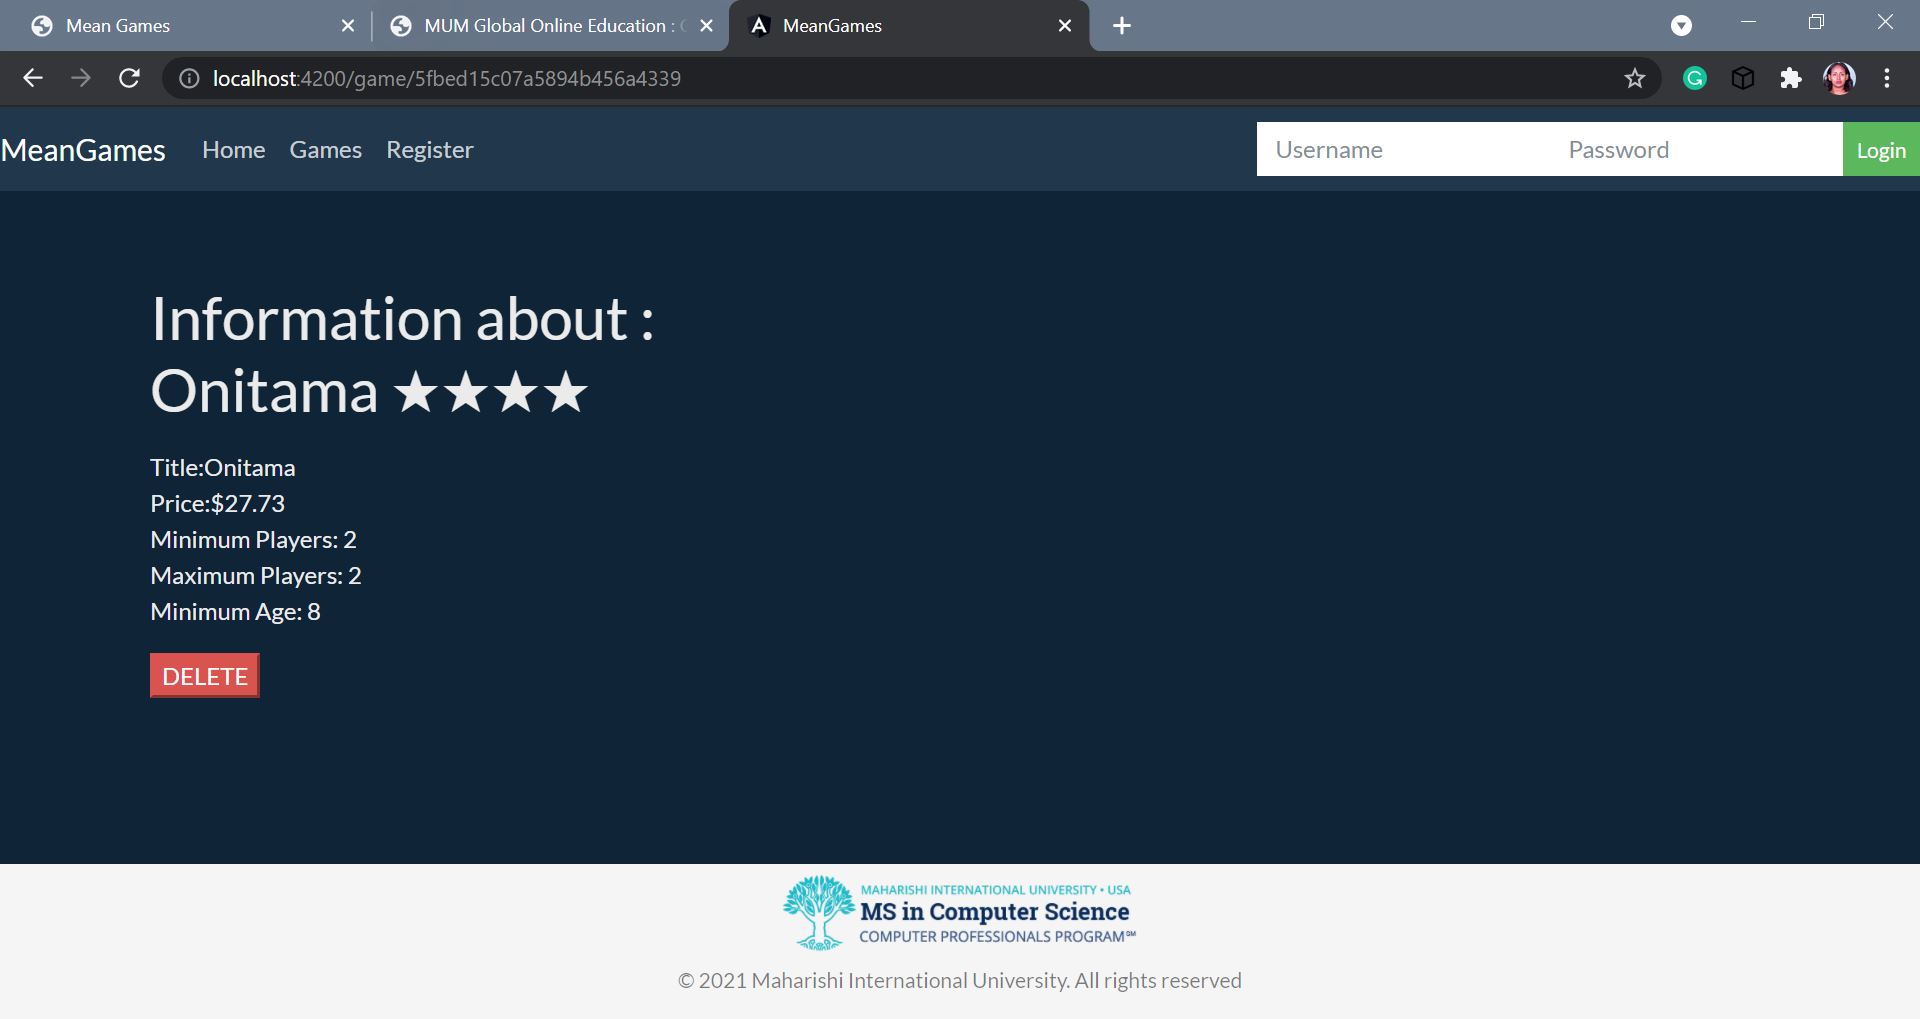 Mean Games
MUM Global Online Education :
MeanGames
localhost:4200/game/5fbed15c07a5894b456a4339
MeanGames Home Games Register Username Password Login
Information about :
Onitama ★★★★
Title:Onitama
Price:$27.73
Minimum Players: 2
Maximum Players: 2
Minimum Age: 8
DELETE
MAHARISHI INTERNATIONAL UNIVERSITY • USA
MS in Computer Science
COMPUTER PROFESSIONALS PROGRAM℠
© 2021 Maharishi International University. All rights reserved